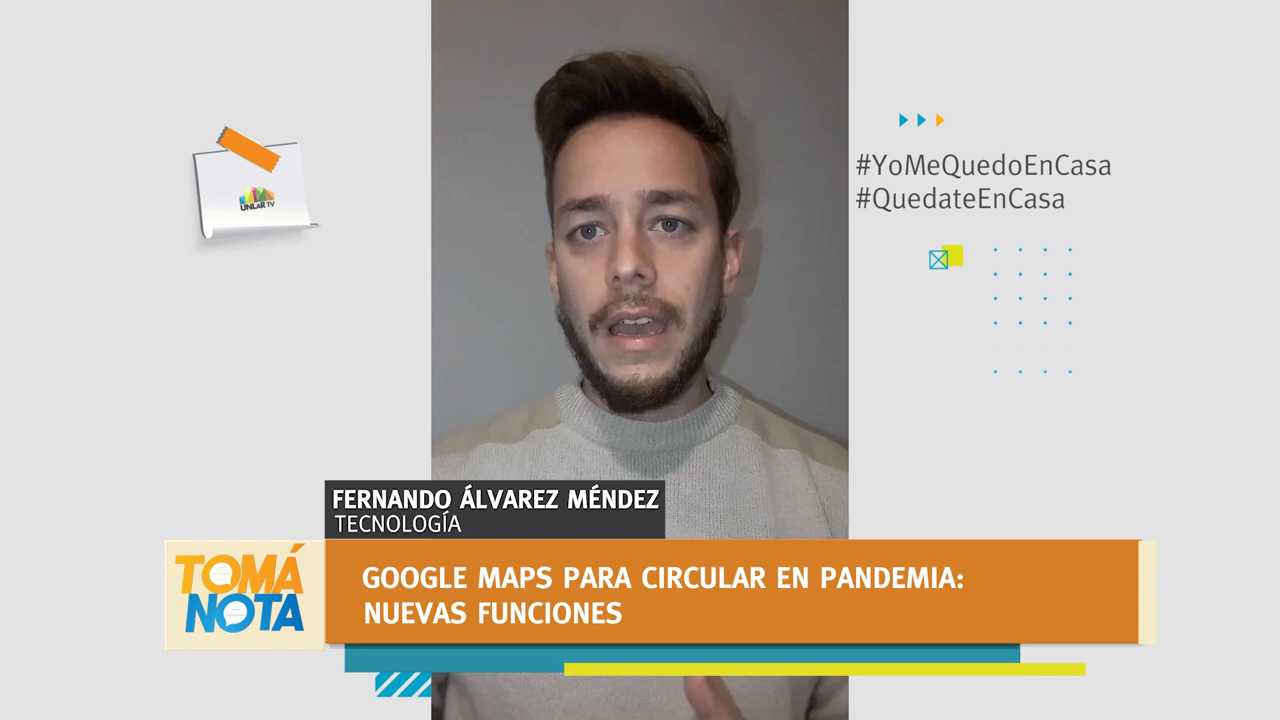 UNLAR TV
#YoMeQuedoEnCasa
#QuedateEnCasa
FERNANDO ÁLVAREZ MÉNDEZ
TECNOLOGÍA
TOMÁ
NOTA
GOOGLE MAPS PARA CIRCULAR EN PANDEMIA:
NUEVAS FUNCIONES